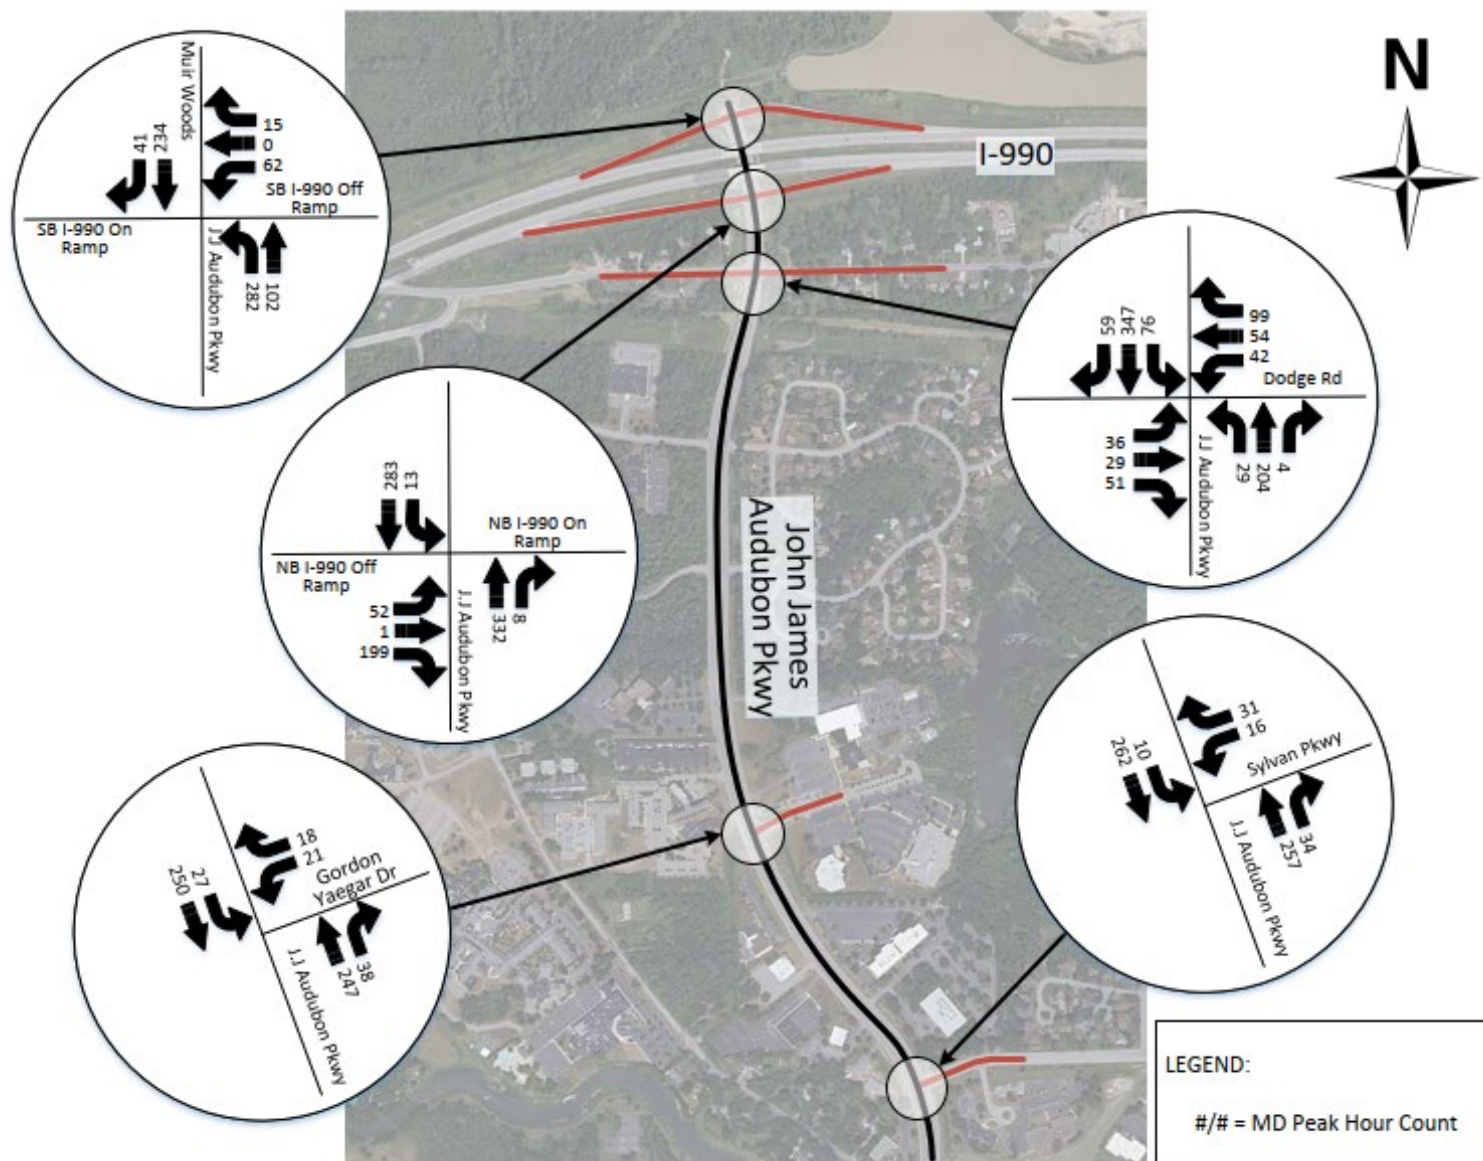 N
I-990
John James
Audubon Pkwy
Muir Woods
41
234
15
0
62
SB I-990 Off
Ramp
SB I-990 On
Ramp
J.J Audubon Pkwy
282
102
59
347
76
99
54
42
Dodge Rd
36
29
51
J.J Audubon Pkwy
29
204
4
283
13
NB I-990 On
Ramp
NB I-990 Off
Ramp
52
1
199
J.J Audubon Pkwy
332
8
31
16
10
262
Sylvan Pkwy
J.J Audubon Pkwy
34
257
18
21
Gordon
Yaegar Dr
27
250
J.J Audubon Pkwy
38
247
LEGEND:
#/# = MD Peak Hour Count